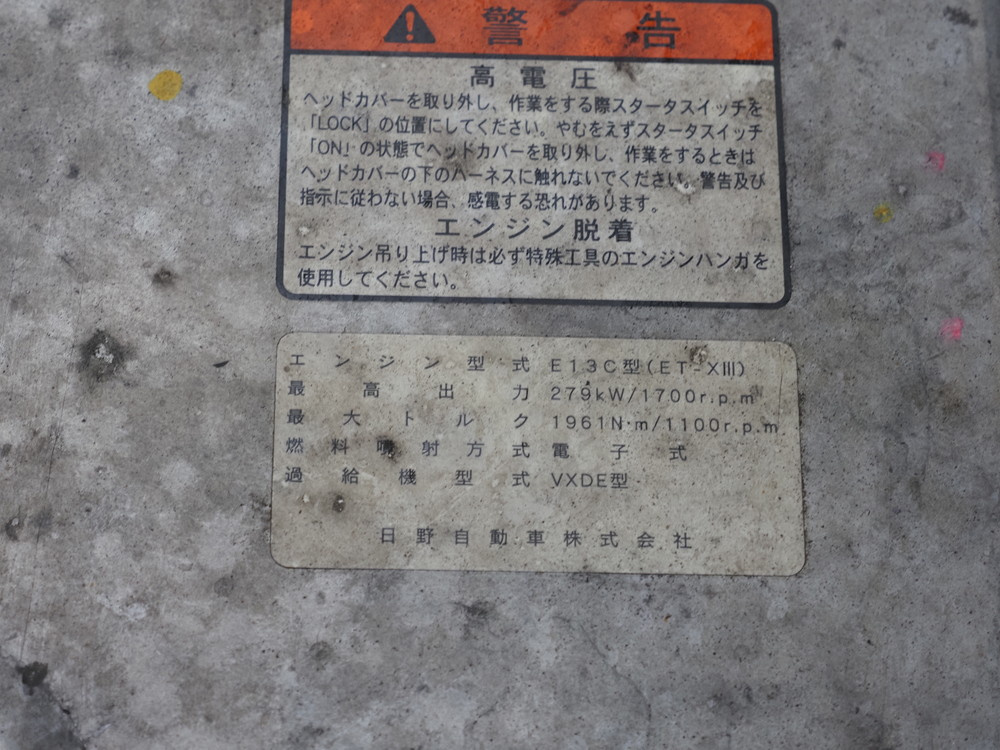 警告
高電圧
ヘッドカバーを取り外し、作業をする際スタータスイッチを
「LOCK」の位置にしてください。やむをえずスタータスイッチ
「ON」の状態でヘッドカバーを取り外し、作業をするときは
ヘッドカバーの下のハーネスに触れないでください。警告及び
指示に従わない場合、感電する恐れがあります。
エンジン脱着
エンジン吊り上げ時は必ず特殊工具のエンジンハンガを
使用してください。
エンジン型式 E13C型(ET-XIII)
最高出力 279kW/1700r.p.m
最大トルク 1961N·m/1100r.p.m.
燃料噴射方式 電子式
過給機型式 VXDE型
日野自動車株式会社